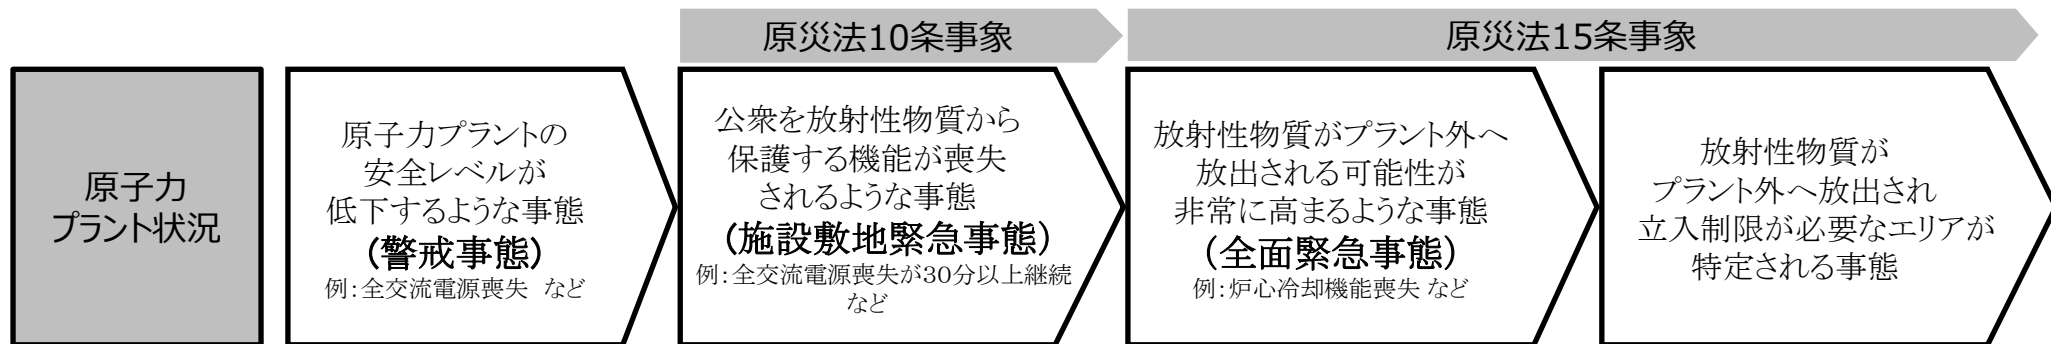 原災法10条事象
原災法15条事象
原子力
プラント状況
原子力プラントの
安全レベルが
低下するような事態
(警戒事態)
例:全交流電源喪失 など
公衆を放射性物質から
保護する機能が喪失
されるような事態
(施設敷地緊急事態)
例:全交流電源喪失が30分以上継続
など
放射性物質がプラント外へ
放出される可能性が
非常に高まるような事態
(全面緊急事態)
例:炉心冷却機能喪失 など
放射性物質が
プラント外へ放出され
立入制限が必要なエリアが
特定される事態